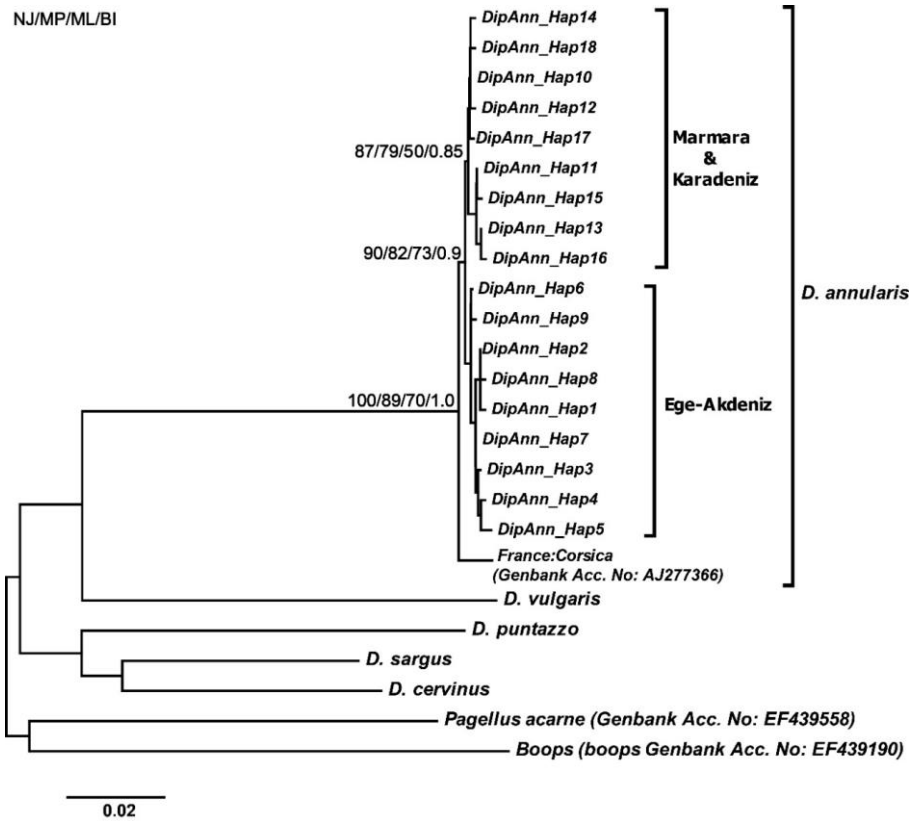 NJ/MP/ML/BI
DipAnn_Hap14
DipAnn_Hap18
DipAnn_Hap10
DipAnn_Hap12
87/79/50/0.85
DipAnn_Hap17
DipAnn_Hap11
DipAnn_Hap15
DipAnn_Hap13
90/82/73/0.9
DipAnn_Hap16
Marmara
&
Karadeniz
DipAnn_Hap6
DipAnn_Hap9
DipAnn_Hap2
DipAnn_Hap8
100/89/70/1.0
DipAnn_Hap1
DipAnn_Hap7
DipAnn_Hap3
DipAnn_Hap4
DipAnn_Hap5
Ege-Akdeniz
France:Corsica
(Genbank Acc. No: AJ277366)
D. annularis
D. vulgaris
D. puntazzo
D. sargus
D. cervinus
Pagellus acarne (Genbank Acc. No: EF439558)
Boops (boops Genbank Acc. No: EF439190)
0.02